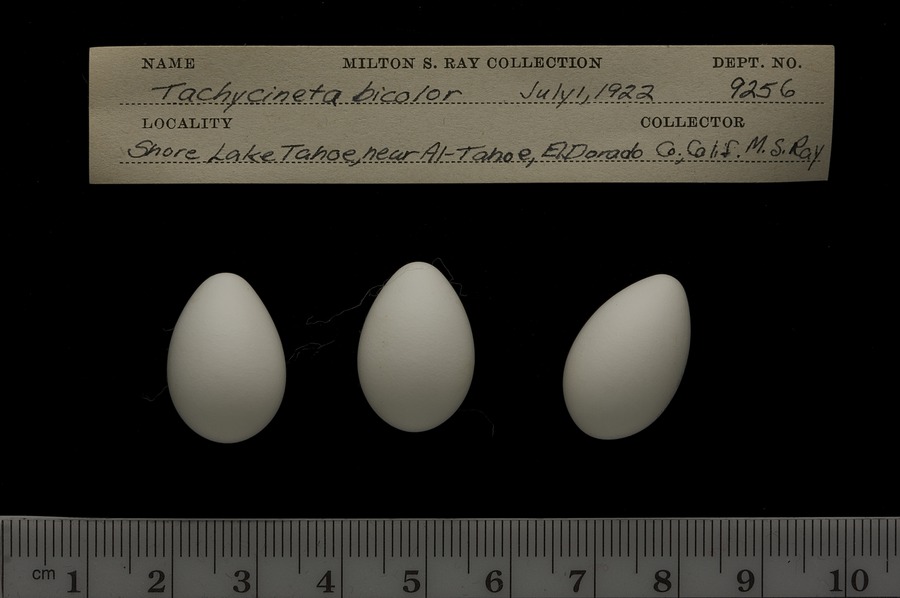 NAME MILTON S. RAY COLLECTION DEPT. NO.
Tachycineta bicolor July 1, 1922 9256
LOCALITY COLLECTOR
Shore Lake Tahoe, near Al-Tahoe, El Dorado Co, Calif. M. S. Ray
cm 1 2 3 4 5 6 7 8 9 10